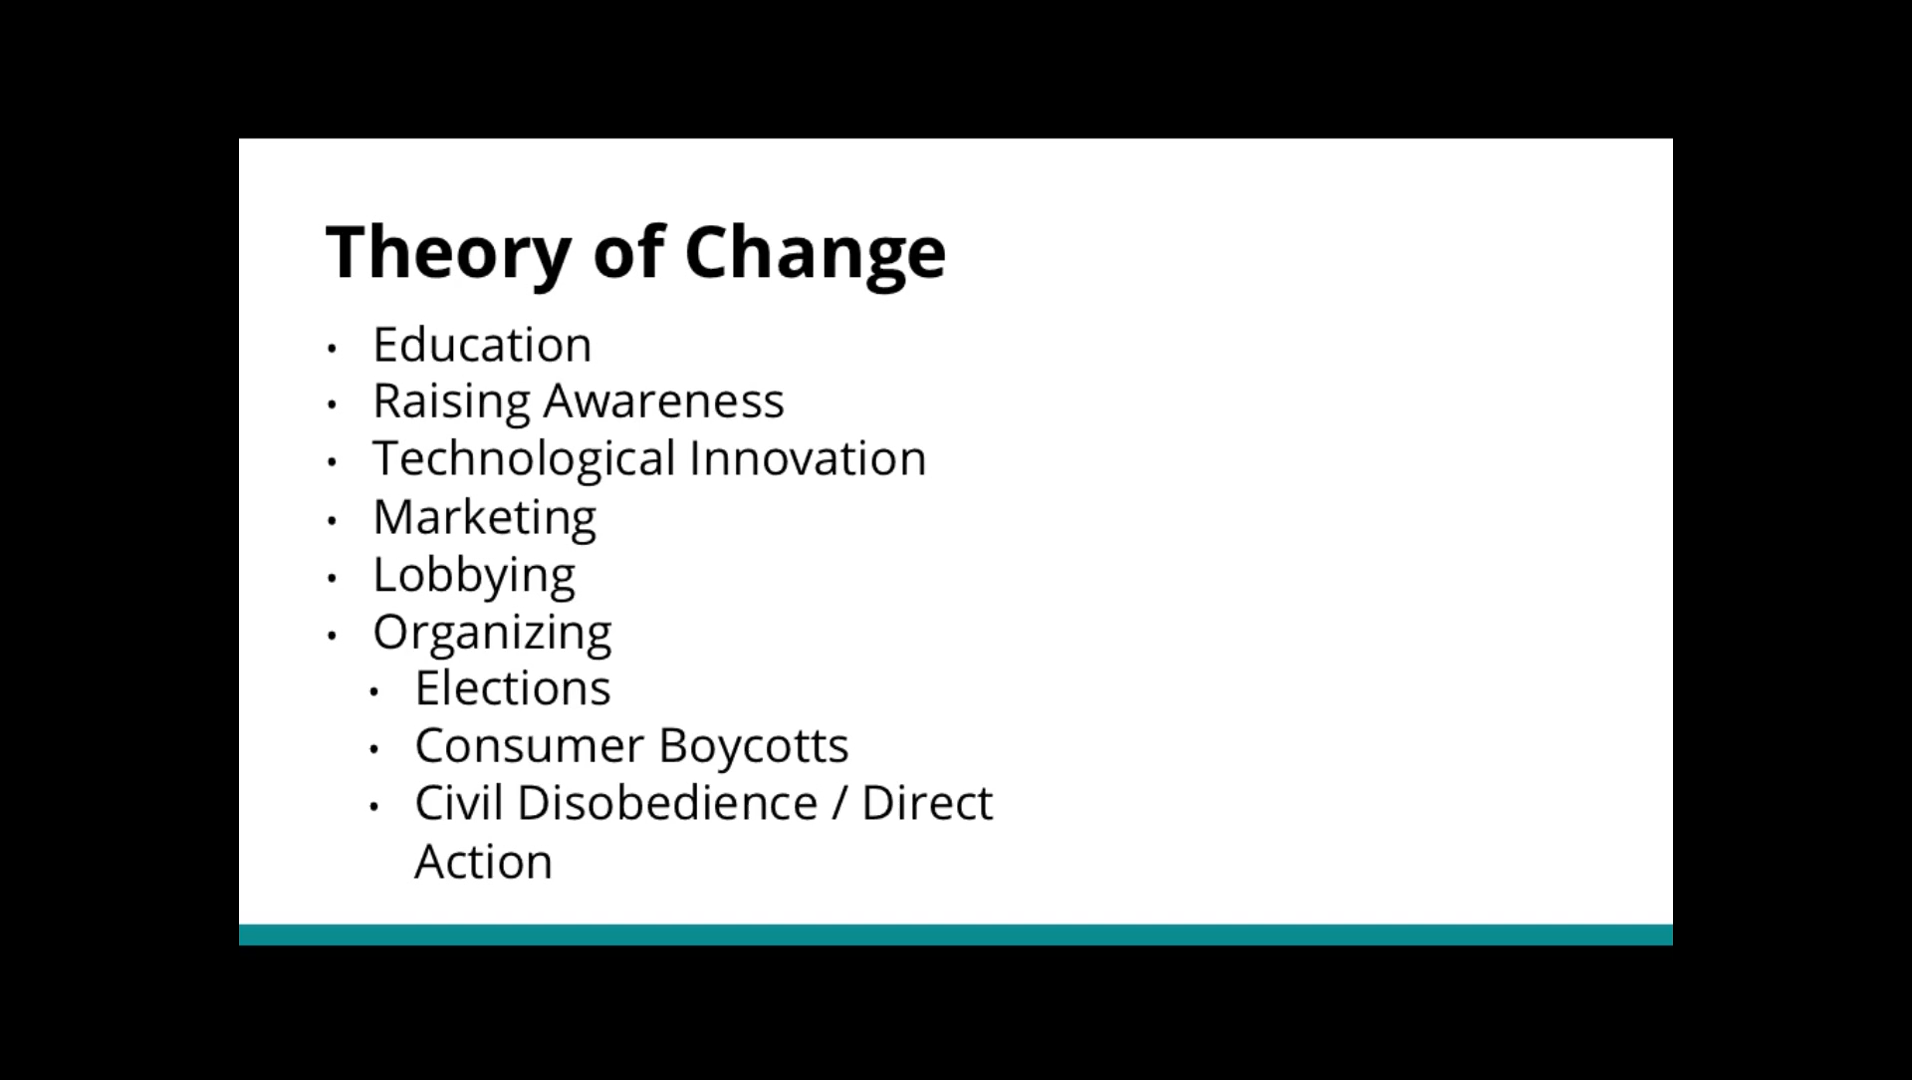 Theory of Change
• Education
• Raising Awareness
• Technological Innovation
• Marketing
• Lobbying
• Organizing
• Elections
• Consumer Boycotts
• Civil Disobedience / Direct
Action